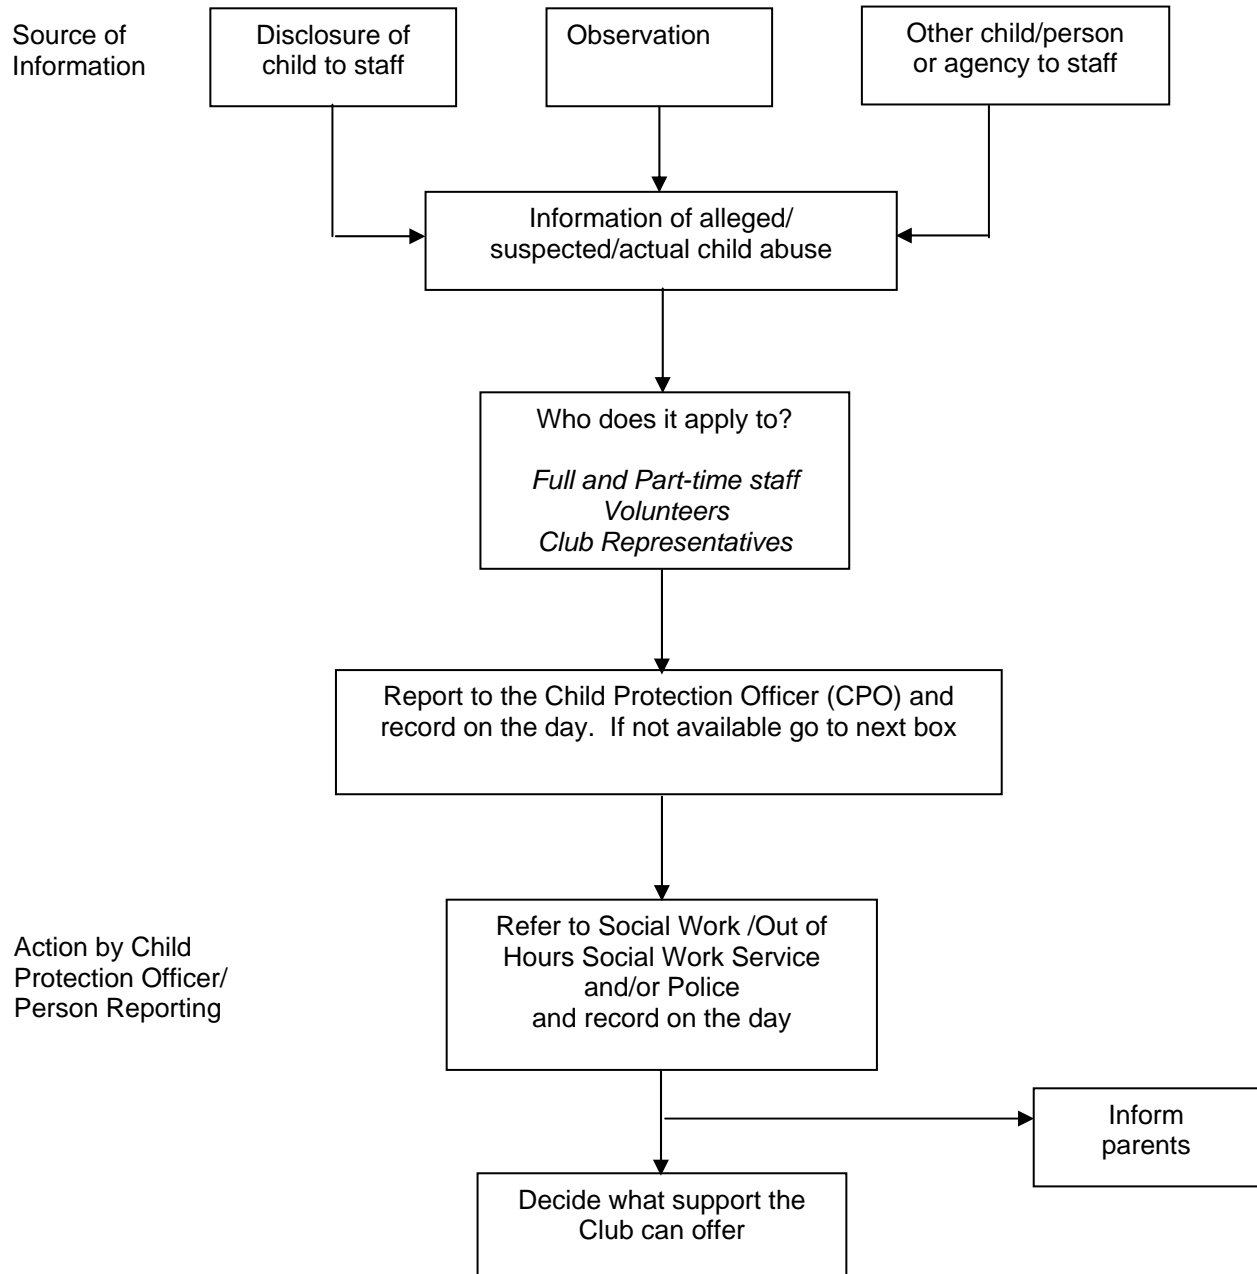 Source of
Information
Disclosure of
child to staff
Observation
Other child/person
or agency to staff
Information of alleged/
suspected/actual child abuse
Who does it apply to?
Full and Part-time staff
Volunteers
Club Representatives
Report to the Child Protection Officer (CPO) and
record on the day.  If not available go to next box
Action by Child
Protection Officer/
Person Reporting
Refer to Social Work /Out of
Hours Social Work Service
and/or Police
and record on the day
Inform
parents
Decide what support the
Club can offer